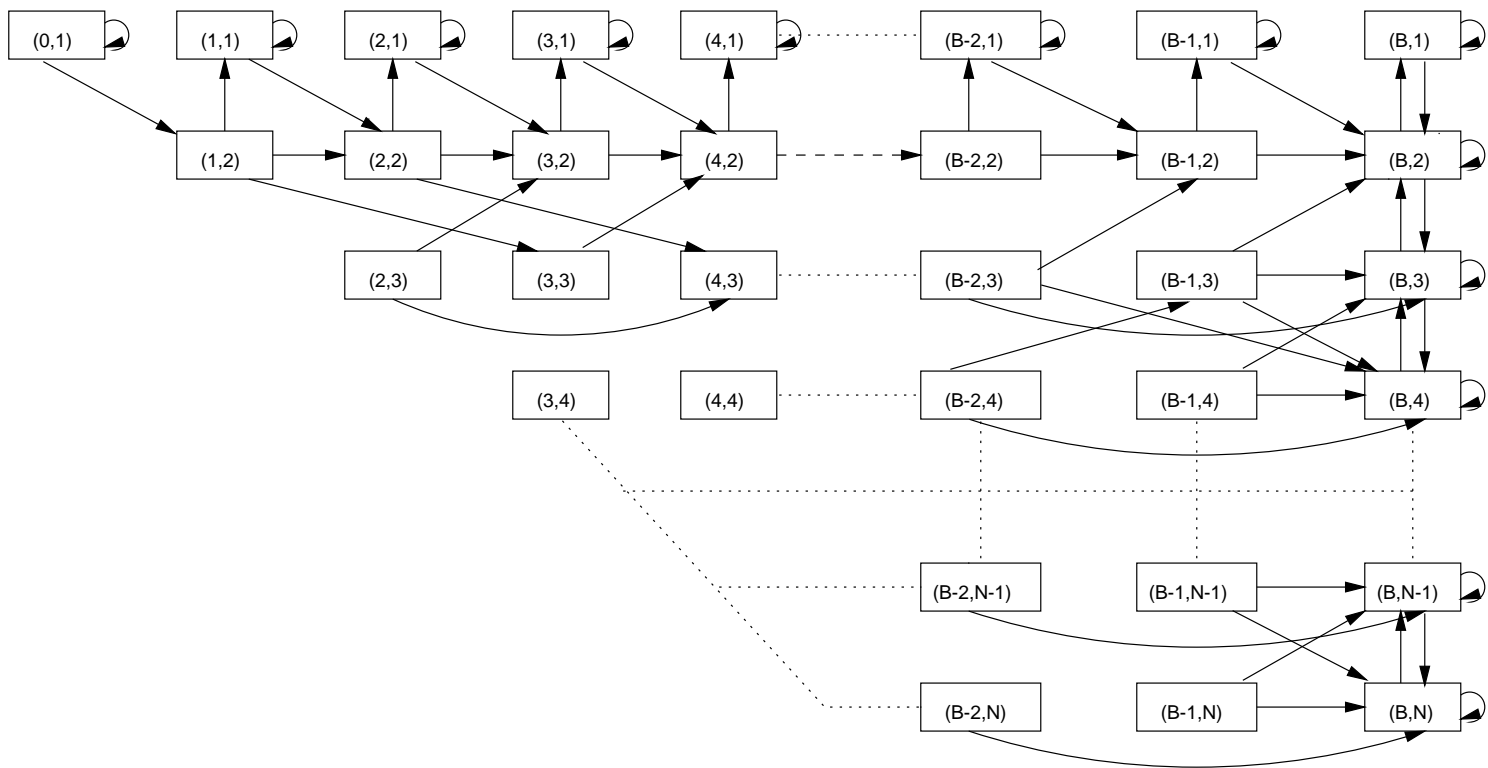 (0,1) (1,1) (2,1) (3,1) (4,1) (B-2,1) (B-1,1) (B,1)
(1,2) (2,2) (3,2) (4,2) (B-2,2) (B-1,2) (B,2)
(2,3) (3,3) (4,3) (B-2,3) (B-1,3) (B,3)
(3,4) (4,4) (B-2,4) (B-1,4) (B,4)
(B-2,N-1) (B-1,N-1) (B,N-1)
(B-2,N) (B-1,N) (B,N)